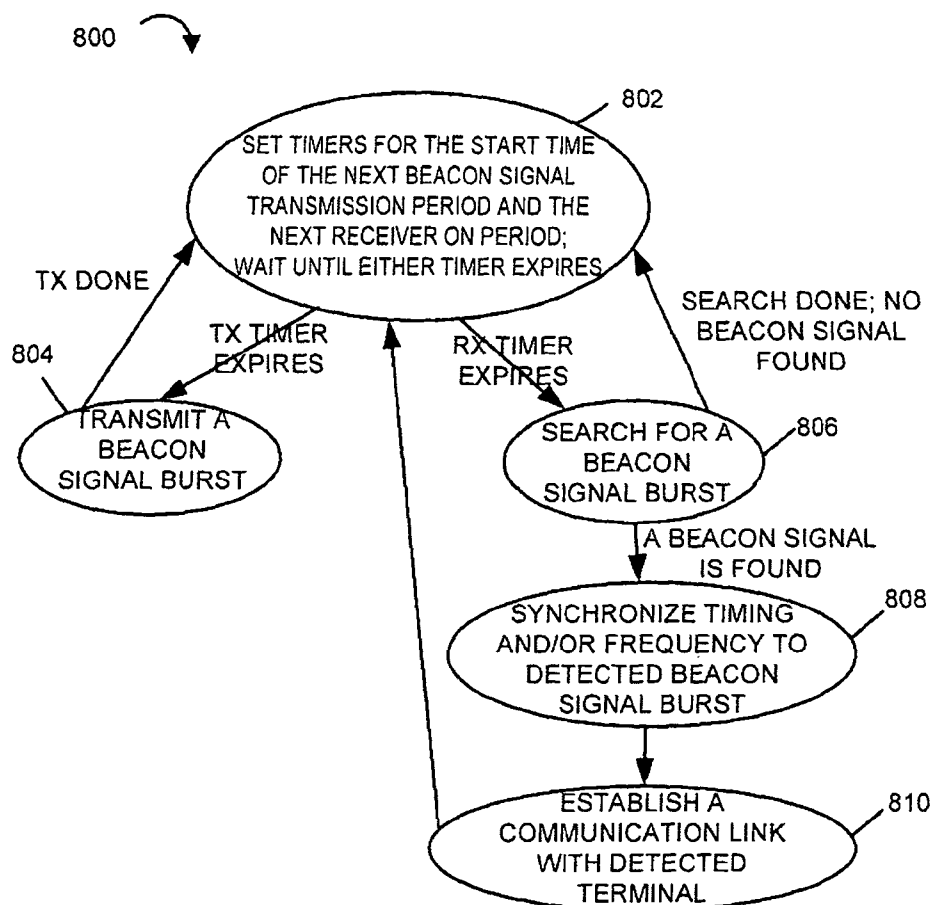 800
802
SET TIMERS FOR THE START TIME
OF THE NEXT BEACON SIGNAL
TRANSMISSION PERIOD AND THE
NEXT RECEIVER ON PERIOD;
WAIT UNTIL EITHER TIMER EXPIRES
TX DONE
TX TIMER
EXPIRES
RX TIMER
EXPIRES
SEARCH DONE; NO
BEACON SIGNAL
FOUND
804
TRANSMIT A
BEACON
SIGNAL BURST
806
SEARCH FOR A
BEACON
SIGNAL BURST
A BEACON SIGNAL
IS FOUND
808
SYNCHRONIZE TIMING
AND/OR FREQUENCY TO
DETECTED BEACON
SIGNAL BURST
810
ESTABLISH A
COMMUNICATION LINK
WITH DETECTED
TERMINAL